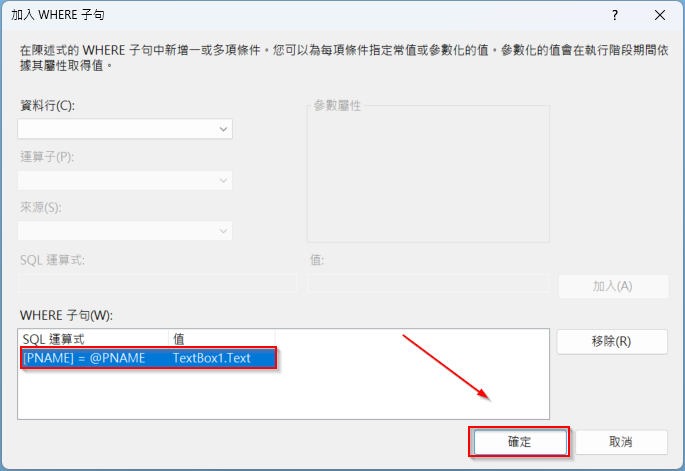 加入 WHERE 子句
?
在陳述式的 WHERE 子句中新增一或多項條件。您可以為每項條件指定常值或參數化的值。參數化的值會在執行階段期間依
據其屬性取得值。
資料行(C):
參數屬性
運算子(P):
來源(S):
SQL 運算式:
值:
加入(A)
WHERE 子句(W):
SQL 運算式 值
[PNAME] = @PNAME TextBox1.Text
移除(R)
確定
取消